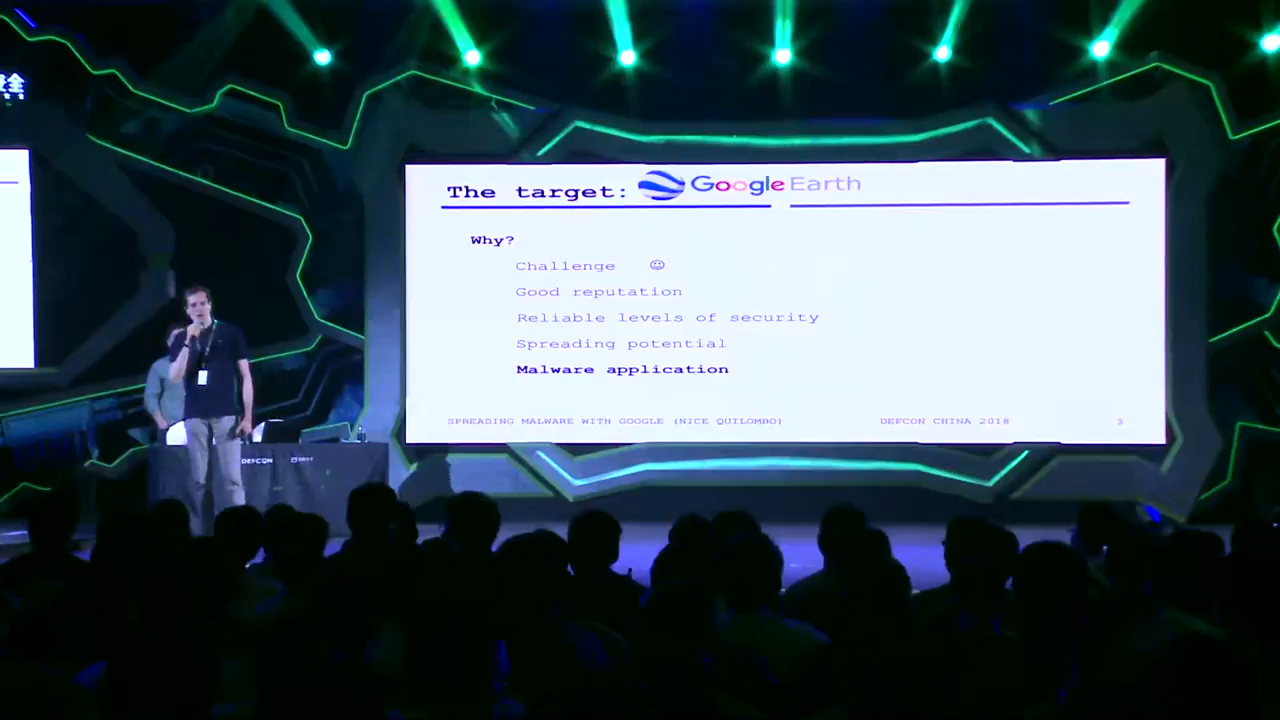 The target: Google Earth
Why?
Challenge ☺
Good reputation
Reliable levels of security
Spreading potential
Malware application
SPREADING MALWARE WITH GOOGLE (NICE QUILOMBO) DEFCON CHINA 2018 3
DEFCON